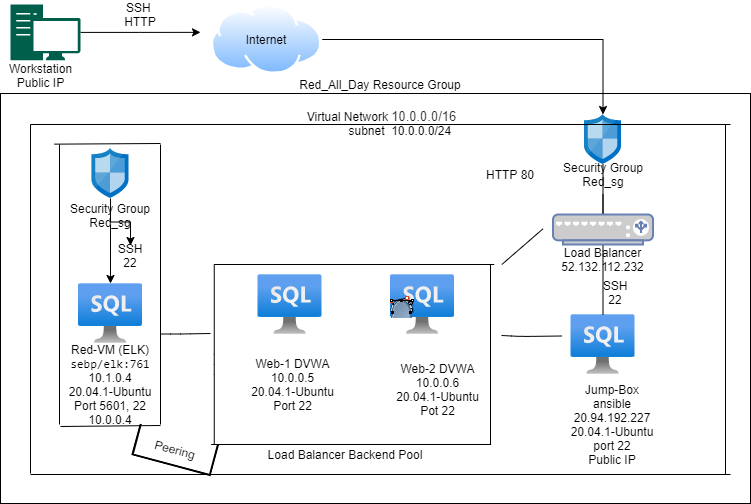 SSH
HTTP
Internet
Workstation
Public IP
Red_All_Day Resource Group
Virtual Network 10.0.0.0/16
subnet 10.0.0.0/24
Security Group
Red_sg
HTTP 80
Security Group
Red_sg
SSH
22
Load Balancer
52.132.112.232
SSH
22
SQL
Red-VM (ELK)
sebp/elk:761
10.1.0.4
20.04.1-Ubuntu
Port 5601, 22
10.0.0.4
SQL
Web-1 DVWA
10.0.0.5
20.04.1-Ubuntu
Port 22
SQL
Web-2 DVWA
10.0.0.6
20.04.1-Ubuntu
Pot 22
SQL
Jump-Box
ansible
20.94.192.227
20.04.1-Ubuntu
port 22
Public IP
Peering
Load Balancer Backend Pool